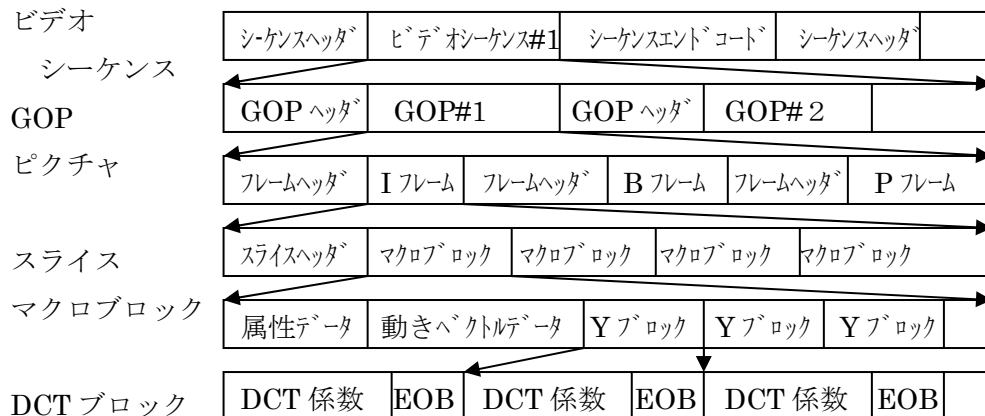 ビデオ
シーケンス
シーケンスヘッダ ビデオシーケンス#1 シーケンスエンドコード シーケンスヘッダ
GOP
GOP ヘッダ GOP#1 GOP ヘッダ GOP#２
ピクチャ
フレームヘッダ I フレーム フレームヘッダ B フレーム フレームヘッダ P フレーム
スライス
スライスヘッダ マクロブロック マクロブロック マクロブロック マクロブロック
マクロブロック
属性データ 動きベクトルデータ Y ブロック Y ブロック Y ブロック
DCT ブロック
DCT 係数 EOB DCT 係数 EOB DCT 係数 EOB